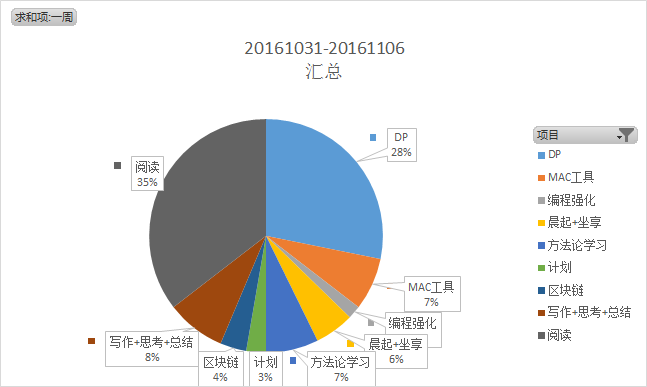 求和项:一周
20161031-20161106
汇总
DP
28%
MAC工具
7%
编程强化
晨起+坐享
6%
方法论学习
7%
计划
3%
区块链
4%
写作+思考+总结
8%
阅读
35%
项目
DP
MAC工具
编程强化
晨起+坐享
方法论学习
计划
区块链
写作+思考+总结
阅读